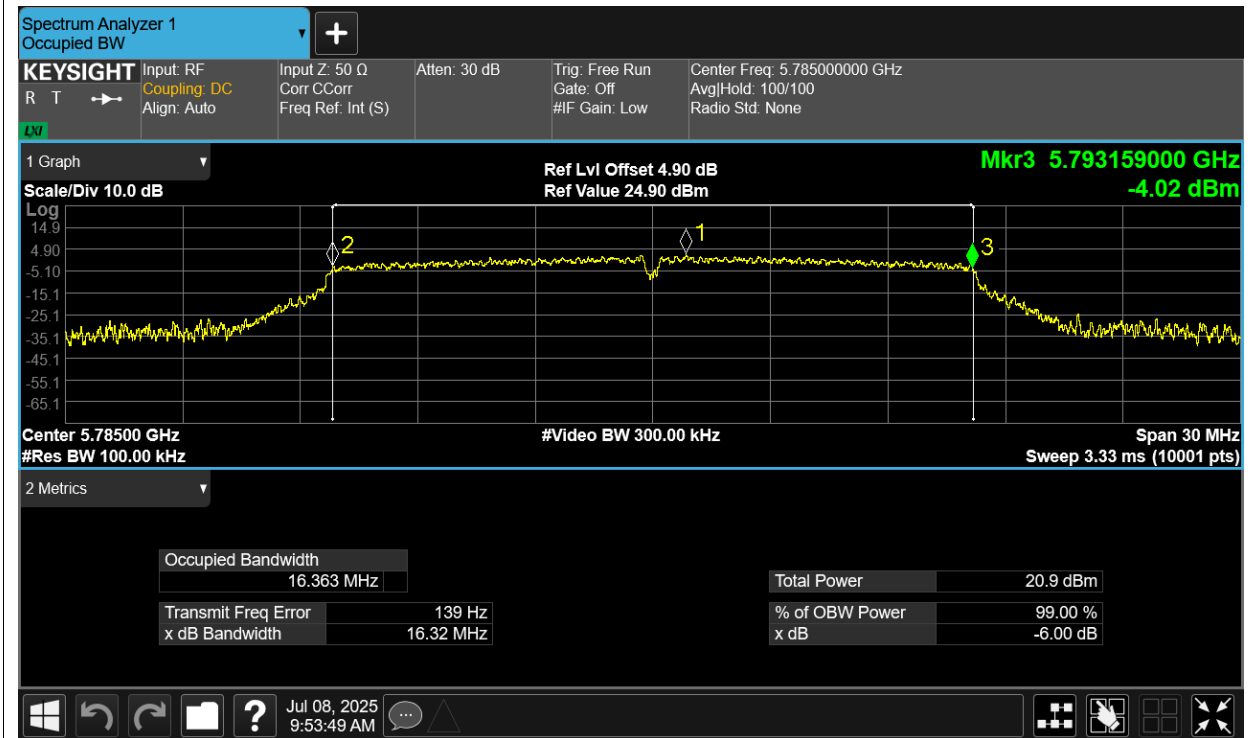 Spectrum Analyzer 1
Occupied BW
KEYSIGHT
R T
LXI
Input: RF
Coupling: DC
Align: Auto
Input Z: 50 Ω
Corr CCorr
Freq Ref: Int (S)
Atten: 30 dB
Trig: Free Run
Gate: Off
#IF Gain: Low
Center Freq: 5.785000000 GHz
Avg|Hold: 100/100
Radio Std: None
1 Graph
Scale/Div 10.0 dB
Ref Lvl Offset 4.90 dB
Ref Value 24.90 dBm
Mkr3 5.793159000 GHz
-4.02 dBm
Log
14.9
4.90
-5.10
-15.1
-25.1
-35.1
-45.1
-55.1
-65.1
2
1
3
Center 5.78500 GHz
#Res BW 100.00 kHz
#Video BW 300.00 kHz
Span 30 MHz
Sweep 3.33 ms (10001 pts)
2 Metrics
Occupied Bandwidth
16.363 MHz
Transmit Freq Error 139 Hz
x dB Bandwidth 16.32 MHz
Total Power 20.9 dBm
% of OBW Power 99.00 %
x dB -6.00 dB
?
Jul 08, 2025
9:53:49 AM